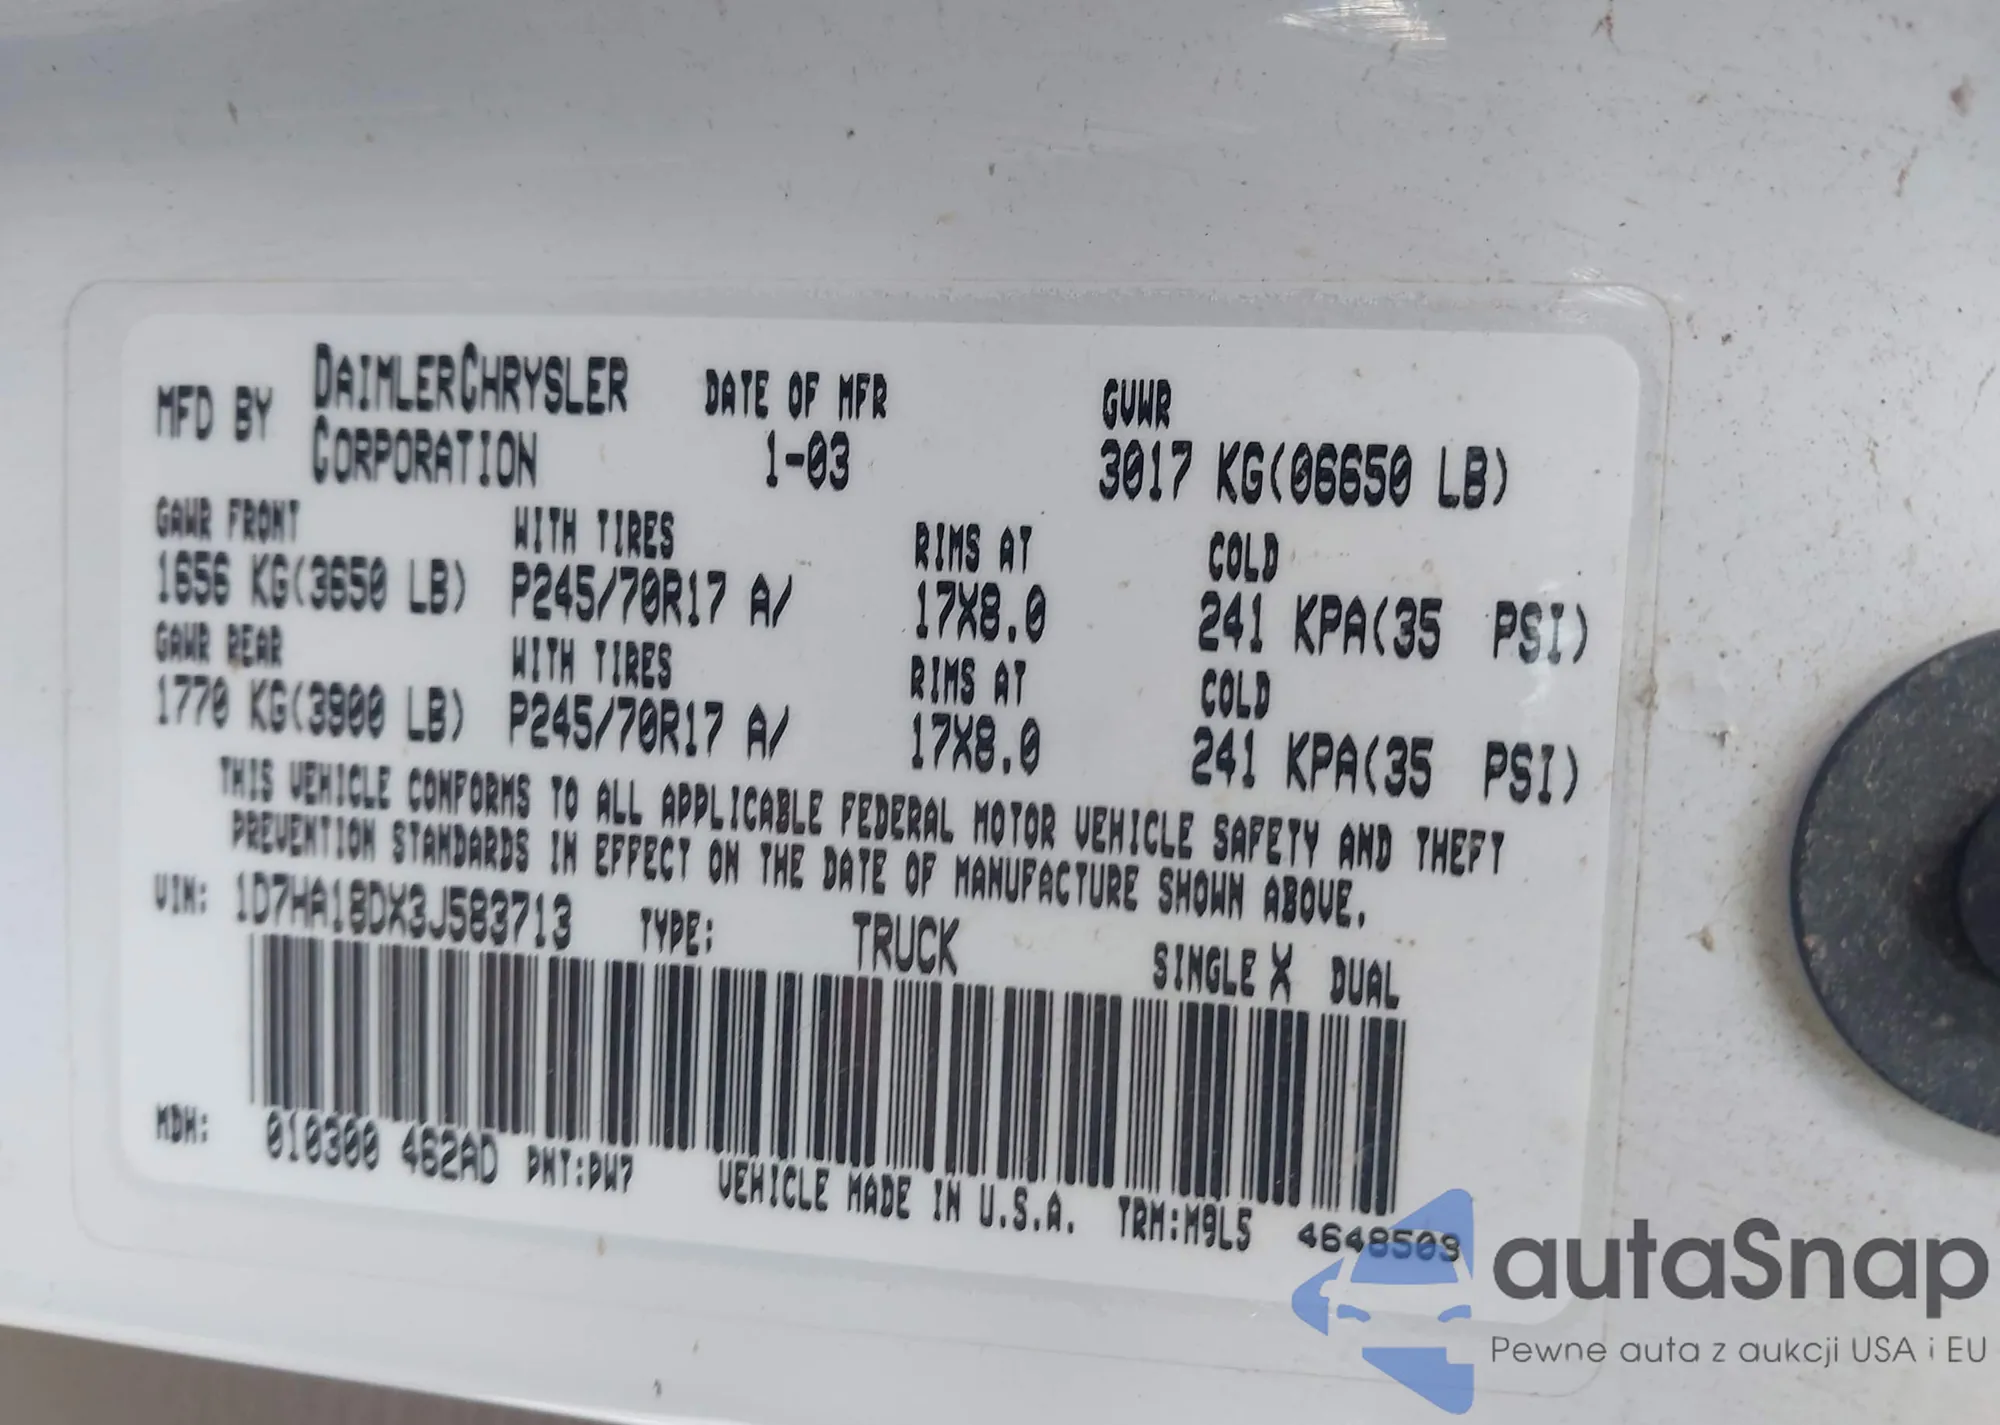 MFD BY DAIMLERCHRYSLER CORPORATION DATE OF MFR 1-03 GVWR 3017 KG(06650 LB)
GAWR FRONT WITH TIRES RIMS AT COLD
1656 KG(3650 LB) P245/70R17 A/ 17X8.0 241 KPA(35 PSI)
GAWR REAR WITH TIRES RIMS AT COLD
1770 KG(3900 LB) P245/70R17 A/ 17X8.0 241 KPA(35 PSI)
THIS VEHICLE CONFORMS TO ALL APPLICABLE FEDERAL MOTOR VEHICLE SAFETY AND THEFT
PREVENTION STANDARDS IN EFFECT ON THE DATE OF MANUFACTURE SHOWN ABOVE.
VIN: 1D7HA18DX3J583713 TYPE: TRUCK SINGLE X DUAL
MDH: 010300 462AD PNT:PW7 VEHICLE MADE IN U.S.A. TRM:M9L5 4648503
autaSnap
Pewne auta z aukcji USA i EU